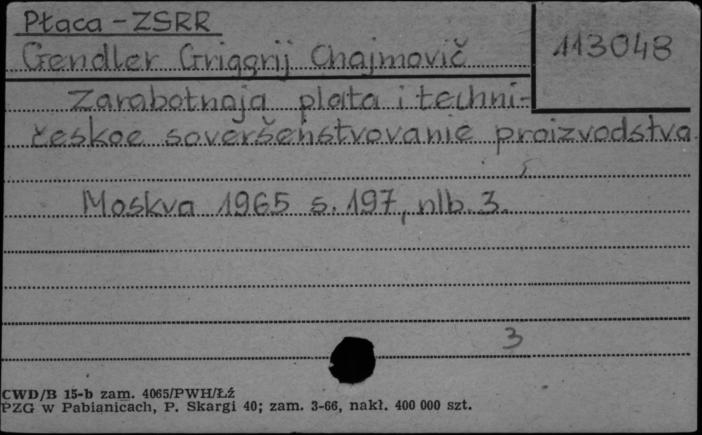 Płaca - ZSRR
113048
Gendler Grigorij Chajmovič
Zarabotnaja plata i techni-
českoe soveršenstvovanie proizvodstva
Moskva 1965 s. 197, nlb. 3.
3
CWD/B 15-b zam. 4065/PWH/Łź
PZG w Pabianicach, P. Skargi 40; zam. 3-66, nakł. 400 000 szt.